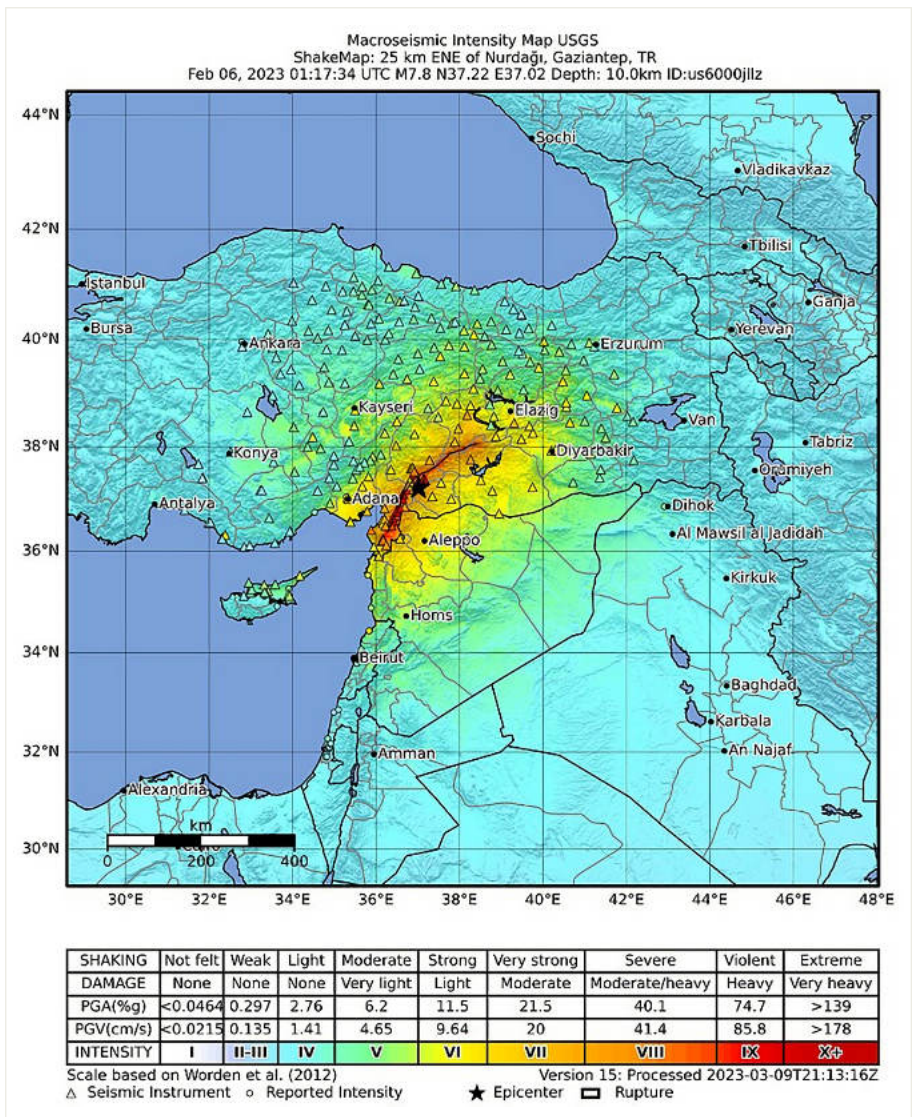 Macroseismic Intensity Map USGS
ShakeMap: 25 km ENE of Nurdağı, Gaziantep, TR
Feb 06, 2023 01:17:34 UTC M7.8 N37.22 E37.02 Depth: 10.0km ID:us6000jllz
44°N
Sochi
Vladikavkaz
42°N
Tbilisi
Istanbul
Ganja
Bursa
40°N
Ankara
Erzurum
Yerevan
Kayseri
Elazig
Van
38°N
Konya
Diyarbakir
Tabriz
Orumiyeh
Antalya
Adana
Dihok
36°N
Aleppo
Al Mawsil al Jadidah
Kirkuk
Homs
34°N
Beirut
Baghdad
Karbala
32°N
Amman
An Najaf
Alexandria
km
30°N
0 200 400
30°E 32°E 34°E 36°E 38°E 40°E 42°E 44°E 46°E 48°E
SHAKING Not felt Weak Light Moderate Strong Very strong Severe Violent Extreme
DAMAGE None None None Very light Light Moderate Moderate/heavy Heavy Very heavy
PGA(%g) <0.0464 0.297 2.76 6.2 11.5 21.5 40.1 74.7 >139
PGV(cm/s) <0.0215 0.135 1.41 4.65 9.64 20 41.4 85.8 >178
INTENSITY I II-III IV V VI VII VIII IX X+
Scale based on Worden et al. (2012) Version 15: Processed 2023-03-09T21:13:16Z
△ Seismic Instrument ○ Reported Intensity ★ Epicenter Rupture